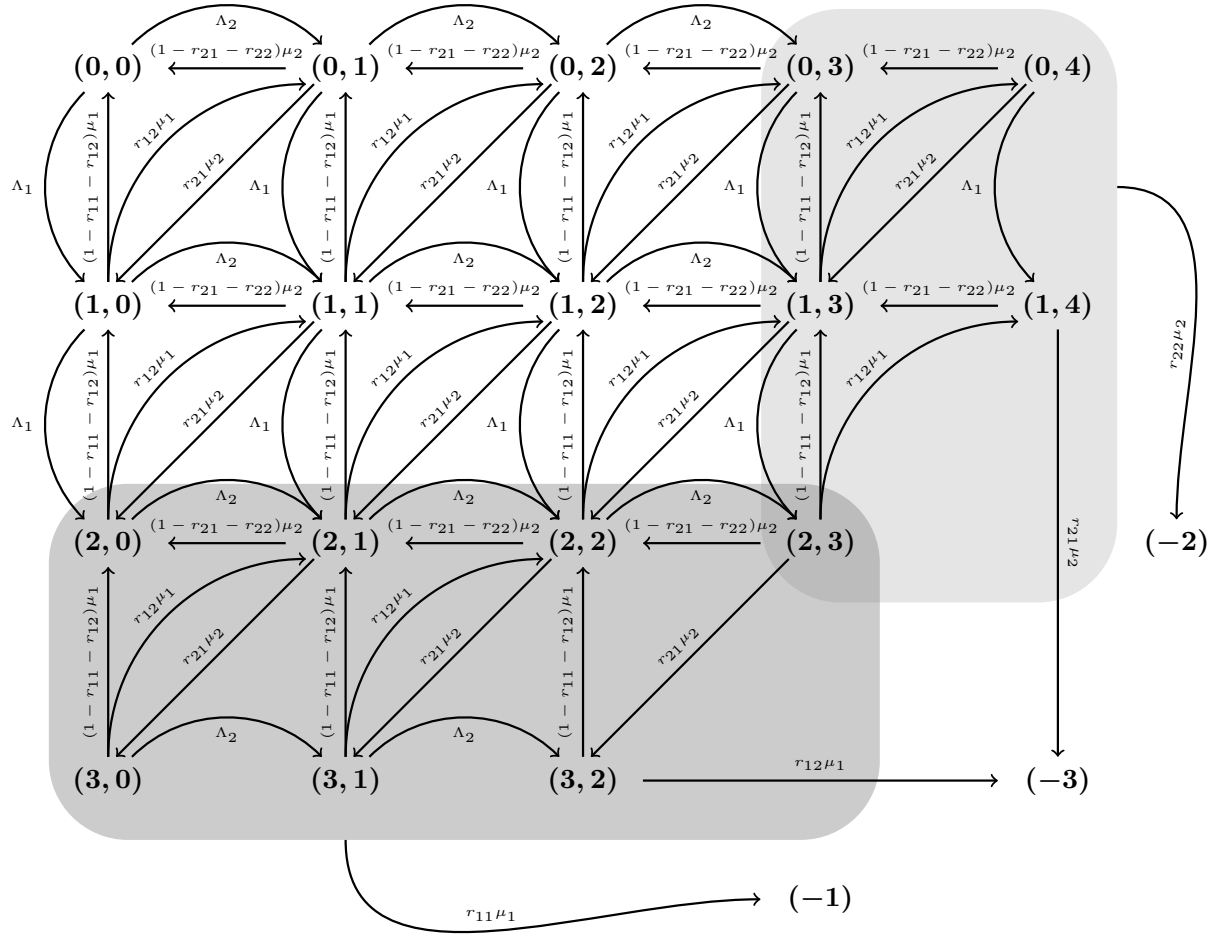 Λ₂ Λ₂ Λ₂
(0, 0) (1 − r₂₁ − r₂₂)μ₂ (0, 1) (1 − r₂₁ − r₂₂)μ₂ (0, 2) (1 − r₂₁ − r₂₂)μ₂ (0, 3) (1 − r₂₁ − r₂₂)μ₂ (0, 4)
Λ₁ (1 − r₁₁ − r₁₂)μ₁ r₁₂μ₁ r₂₁μ₂ Λ₁ (1 − r₁₁ − r₁₂)μ₁ r₁₂μ₁ r₂₁μ₂ Λ₁ (1 − r₁₁ − r₁₂)μ₁ r₁₂μ₁ r₂₁μ₂ Λ₁ (1 − r₁₁ − r₁₂)μ₁ r₁₂μ₁ r₂₁μ₂ Λ₁
Λ₂ Λ₂ Λ₂
(1, 0) (1 − r₂₁ − r₂₂)μ₂ (1, 1) (1 − r₂₁ − r₂₂)μ₂ (1, 2) (1 − r₂₁ − r₂₂)μ₂ (1, 3) (1 − r₂₁ − r₂₂)μ₂ (1, 4)
r₂₂μ₂
Λ₁ (1 − r₁₁ − r₁₂)μ₁ r₁₂μ₁ r₂₁μ₂ Λ₁ (1 − r₁₁ − r₁₂)μ₁ r₁₂μ₁ r₂₁μ₂ Λ₁ (1 − r₁₁ − r₁₂)μ₁ r₁₂μ₁ r₂₁μ₂ Λ₁ (1 − r₁₁ − r₁₂)μ₁ r₁₂μ₁
Λ₂ Λ₂ Λ₂
(2, 0) (1 − r₂₁ − r₂₂)μ₂ (2, 1) (1 − r₂₁ − r₂₂)μ₂ (2, 2) (1 − r₂₁ − r₂₂)μ₂ (2, 3) r₂₁μ₂ (−2)
(1 − r₁₁ − r₁₂)μ₁ r₁₂μ₁ r₂₁μ₂ (1 − r₁₁ − r₁₂)μ₁ r₁₂μ₁ r₂₁μ₂ (1 − r₁₁ − r₁₂)μ₁ r₂₁μ₂
Λ₂ Λ₂
(3, 0) (3, 1) (3, 2) r₁₂μ₁ (−3)
r₁₁μ₁ (−1)